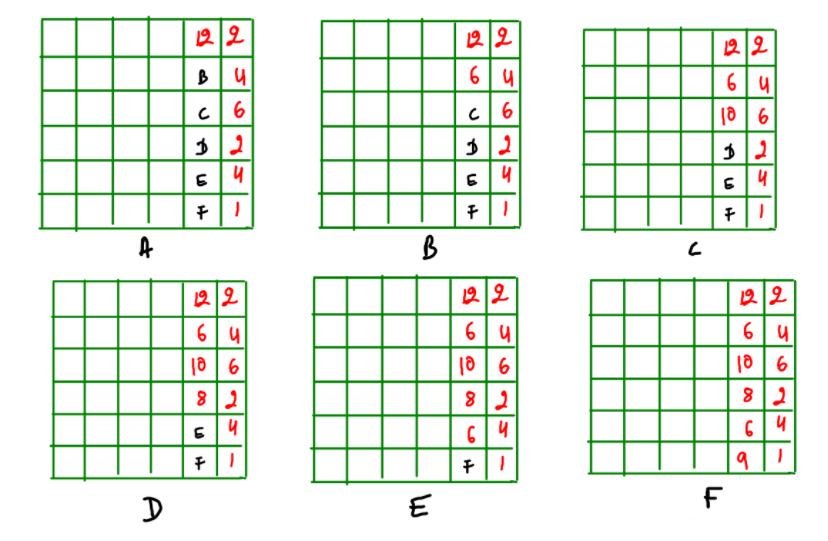 12 2 12 2 12 2
B 4 6 4 6 4
C 6 C 6 10 6
D 2 D 2 D 2
E 4 E 4 E 4
F 1 F 1 F 1
A B C
12 2 12 2 12 2
6 4 6 4 6 4
10 6 10 6 10 6
8 2 8 2 8 2
E 4 6 4 6 4
F 1 F 1 9 1
D E F